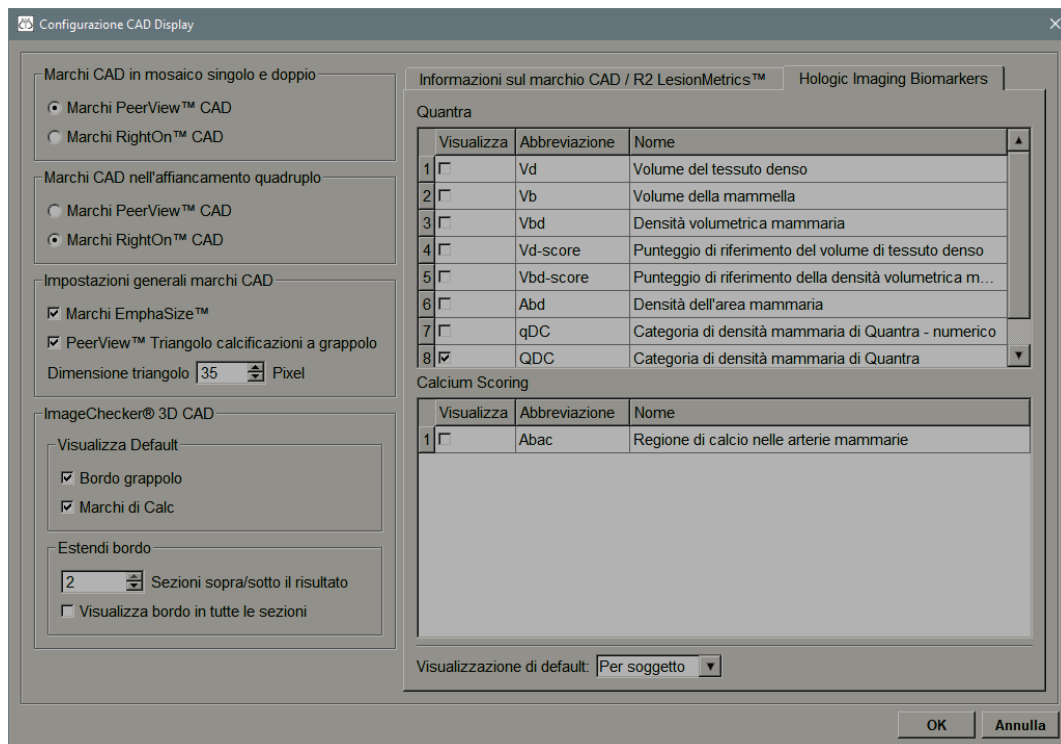 Configurazione CAD Display
Marchi CAD in mosaico singolo e doppio
Marchi PeerView™ CAD
Marchi RightOn™ CAD
Marchi CAD nell'affiancamento quadruplo
Marchi PeerView™ CAD
Marchi RightOn™ CAD
Impostazioni generali marchi CAD
Marchi EmphaSize™
PeerView™ Triangolo calcificazioni a grappolo
Dimensione triangolo 35 Pixel
ImageChecker® 3D CAD
Visualizza Default
Bordo grappolo
Marchi di Calc
Estendi bordo
2 Sezioni sopra/sotto il risultato
Visualizza bordo in tutte le sezioni
Informazioni sul marchio CAD / R2 LesionMetrics™ Hologic Imaging Biomarkers
Quantra
Visualizza Abbreviazione Nome
1 Vd Volume del tessuto denso
2 Vb Volume della mammella
3 Vbd Densità volumetrica mammaria
4 Vd-score Punteggio di riferimento del volume di tessuto denso
5 Vbd-score Punteggio di riferimento della densità volumetrica m...
6 Abd Densità dell'area mammaria
7 qDC Categoria di densità mammaria di Quantra - numerico
8 QDC Categoria di densità mammaria di Quantra
Calcium Scoring
Visualizza Abbreviazione Nome
1 Abac Regione di calcio nelle arterie mammarie
Visualizzazione di default: Per soggetto
OK Annulla